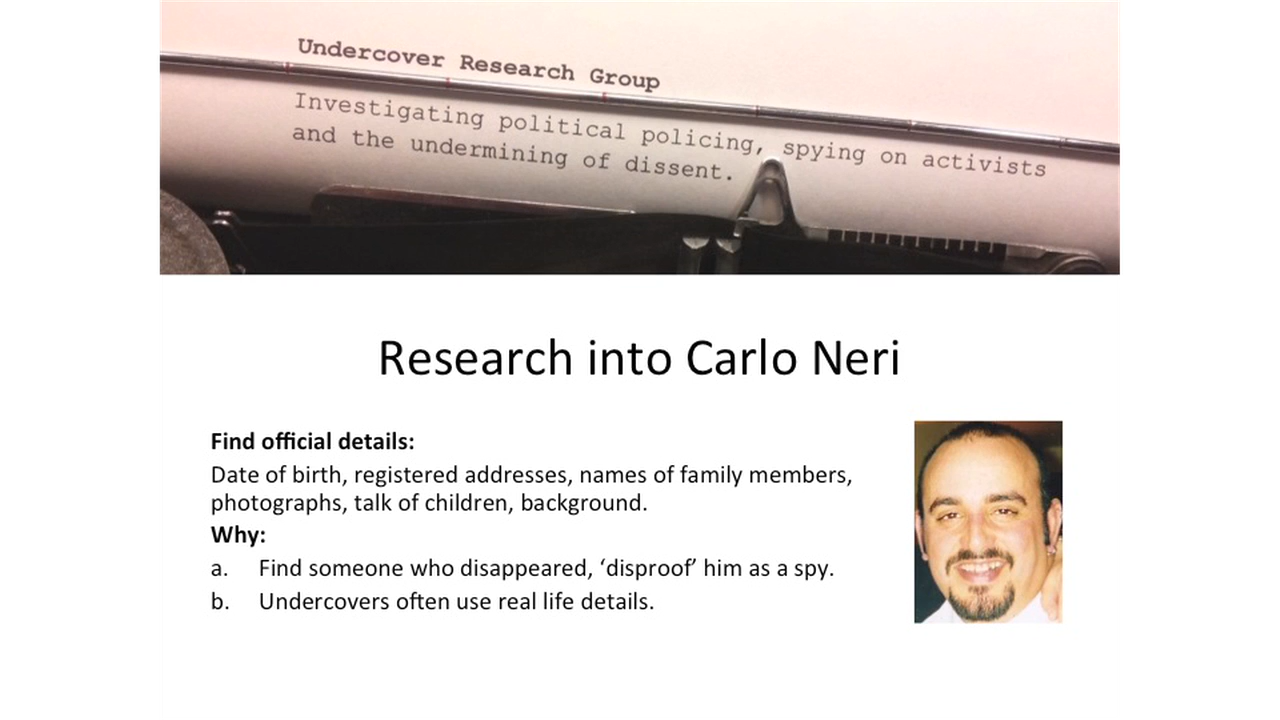 Undercover Research Group
Investigating political policing, spying on activists
and the undermining of dissent.
Research into Carlo Neri
Find official details:
Date of birth, registered addresses, names of family members,
photographs, talk of children, background.
Why:
a. Find someone who disappeared, ‘disproof’ him as a spy.
b. Undercovers often use real life details.